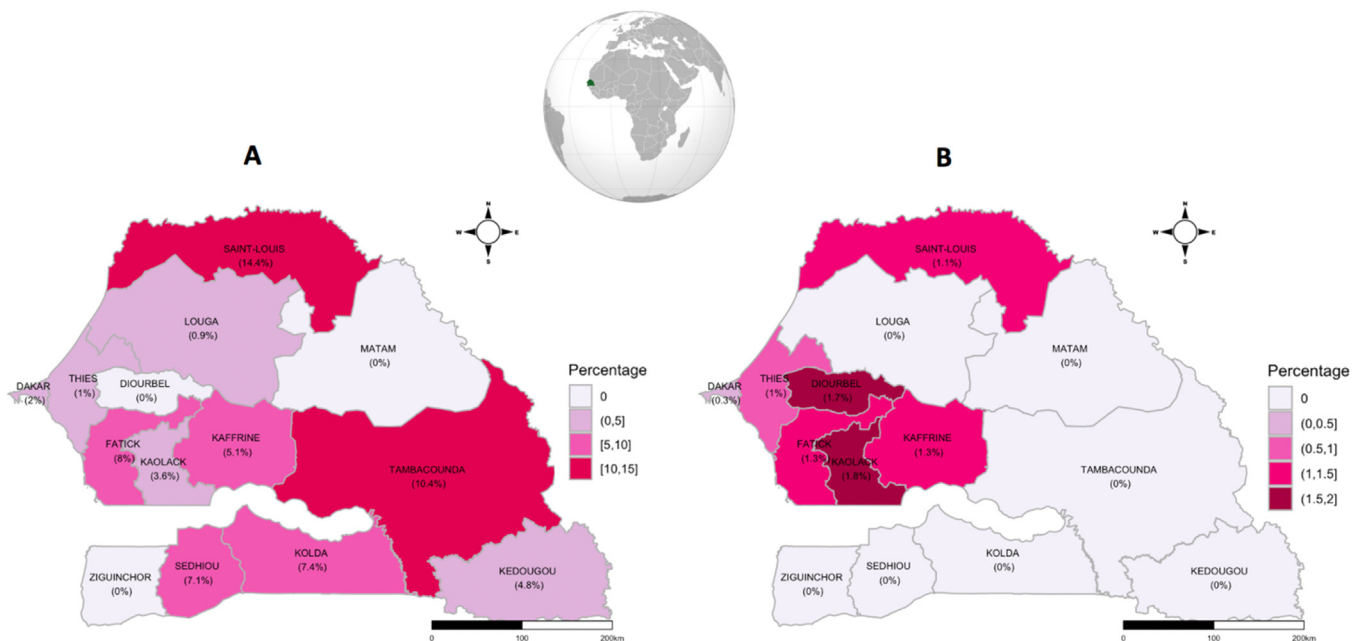 A
N
W E
S
SAINT-LOUIS
(14.4%)
LOUGA
(0.9%)
MATAM
(0%)
DAKAR
(2%)
THIES
(1%)
DIOURBEL
(0%)
FATICK
(8%)
KAOLACK
(3.6%)
KAFFRINE
(5.1%)
TAMBACOUNDA
(10.4%)
ZIGUINCHOR
(0%)
SEDHIOU
(7.1%)
KOLDA
(7.4%)
KEDOUGOU
(4.8%)
Percentage
0
(0,5]
[5,10]
[10,15]
0 100 200km
B
N
W E
S
SAINT-LOUIS
(1.1%)
LOUGA
(0%)
MATAM
(0%)
DAKAR
(0.3%)
THIES
(1%)
DIOURBEL
(1.7%)
FATICK
(1.3%)
KAOLACK
(1.8%)
KAFFRINE
(1.3%)
TAMBACOUNDA
(0%)
ZIGUINCHOR
(0%)
SEDHIOU
(0%)
KOLDA
(0%)
KEDOUGOU
(0%)
Percentage
0
(0,0.5]
(0.5,1]
(1,1.5]
(1.5,2]
0 100 200km